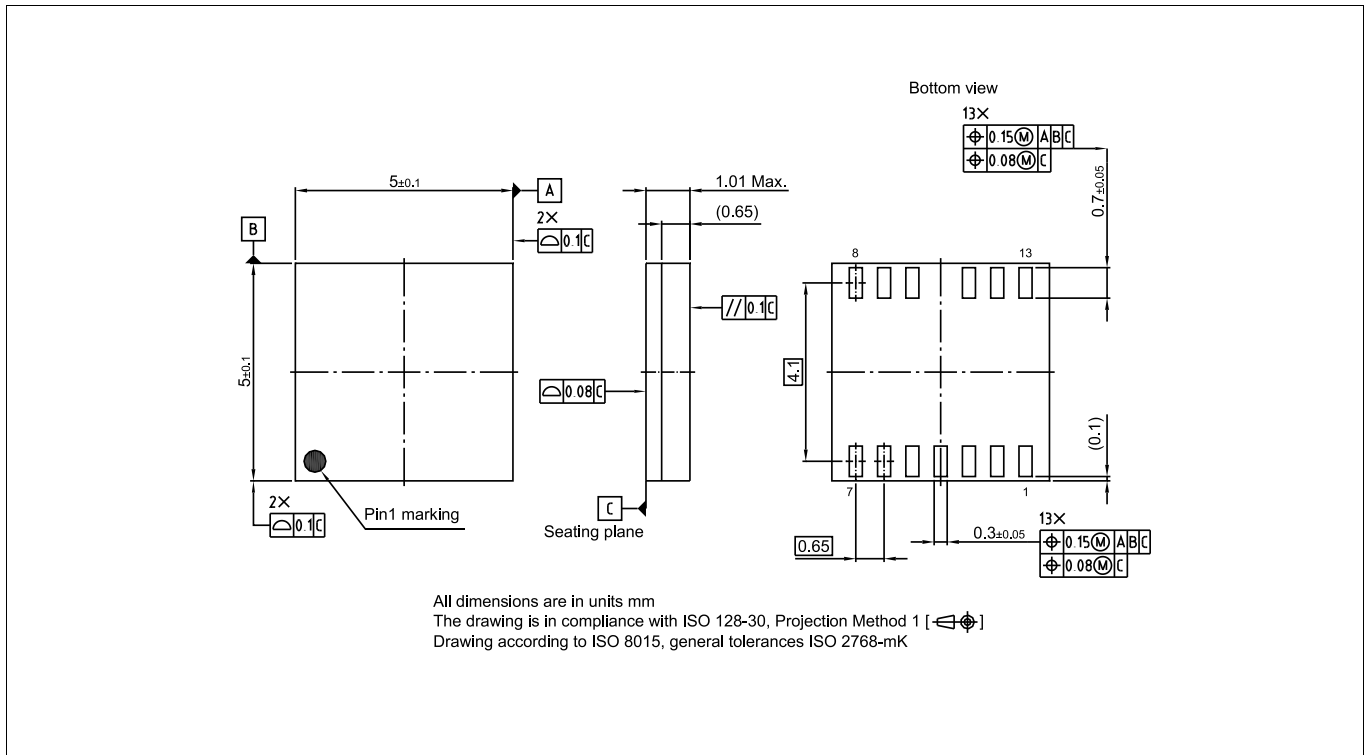 Bottom view
13X
⌖ 0.15 Ⓜ A B C
⌖ 0.08 Ⓜ C
5±0.1
A
1.01 Max.
(0.65)
0.7±0.05
2X
⌓ 0.1 C
B
8
13
// 0.1 C
5±0.1
4.1
⌓ 0.08 C
(0.1)
7
1
2X
⌓ 0.1 C
Pin1 marking
C
Seating plane
0.65
0.3±0.05
13X
⌖ 0.15 Ⓜ A B C
⌖ 0.08 Ⓜ C
All dimensions are in units mm
The drawing is in compliance with ISO 128-30, Projection Method 1 [ ]
Drawing according to ISO 8015, general tolerances ISO 2768-mK